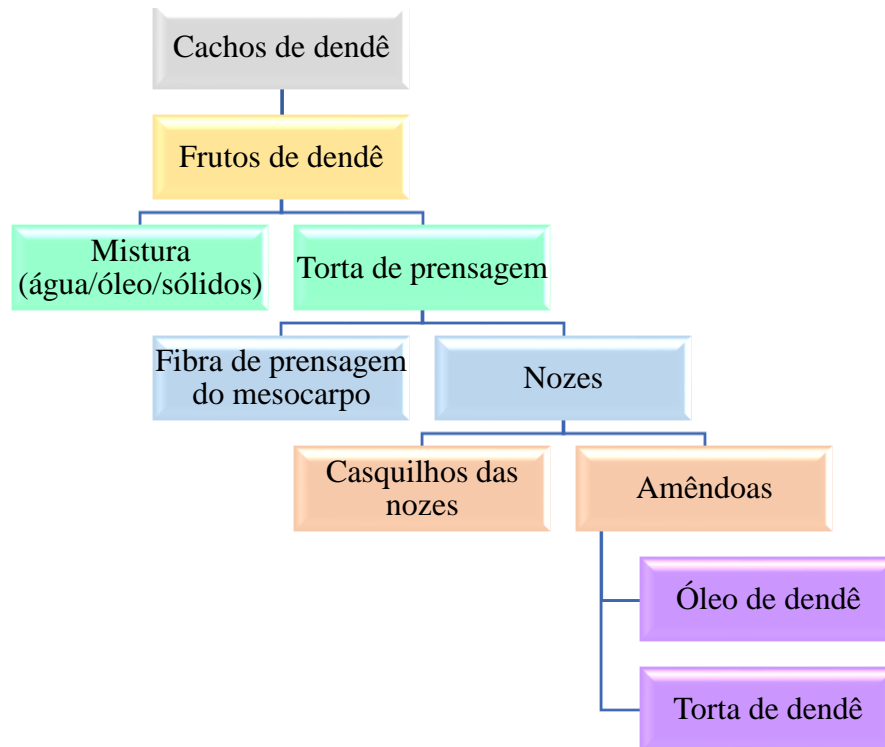 Cachos de dendê
Frutos de dendê
Mistura
(água/óleo/sólidos)
Torta de prensagem
Fibra de prensagem
do mesocarpo
Nozes
Casquilhos das
nozes
Amêndoas
Óleo de dendê
Torta de dendê